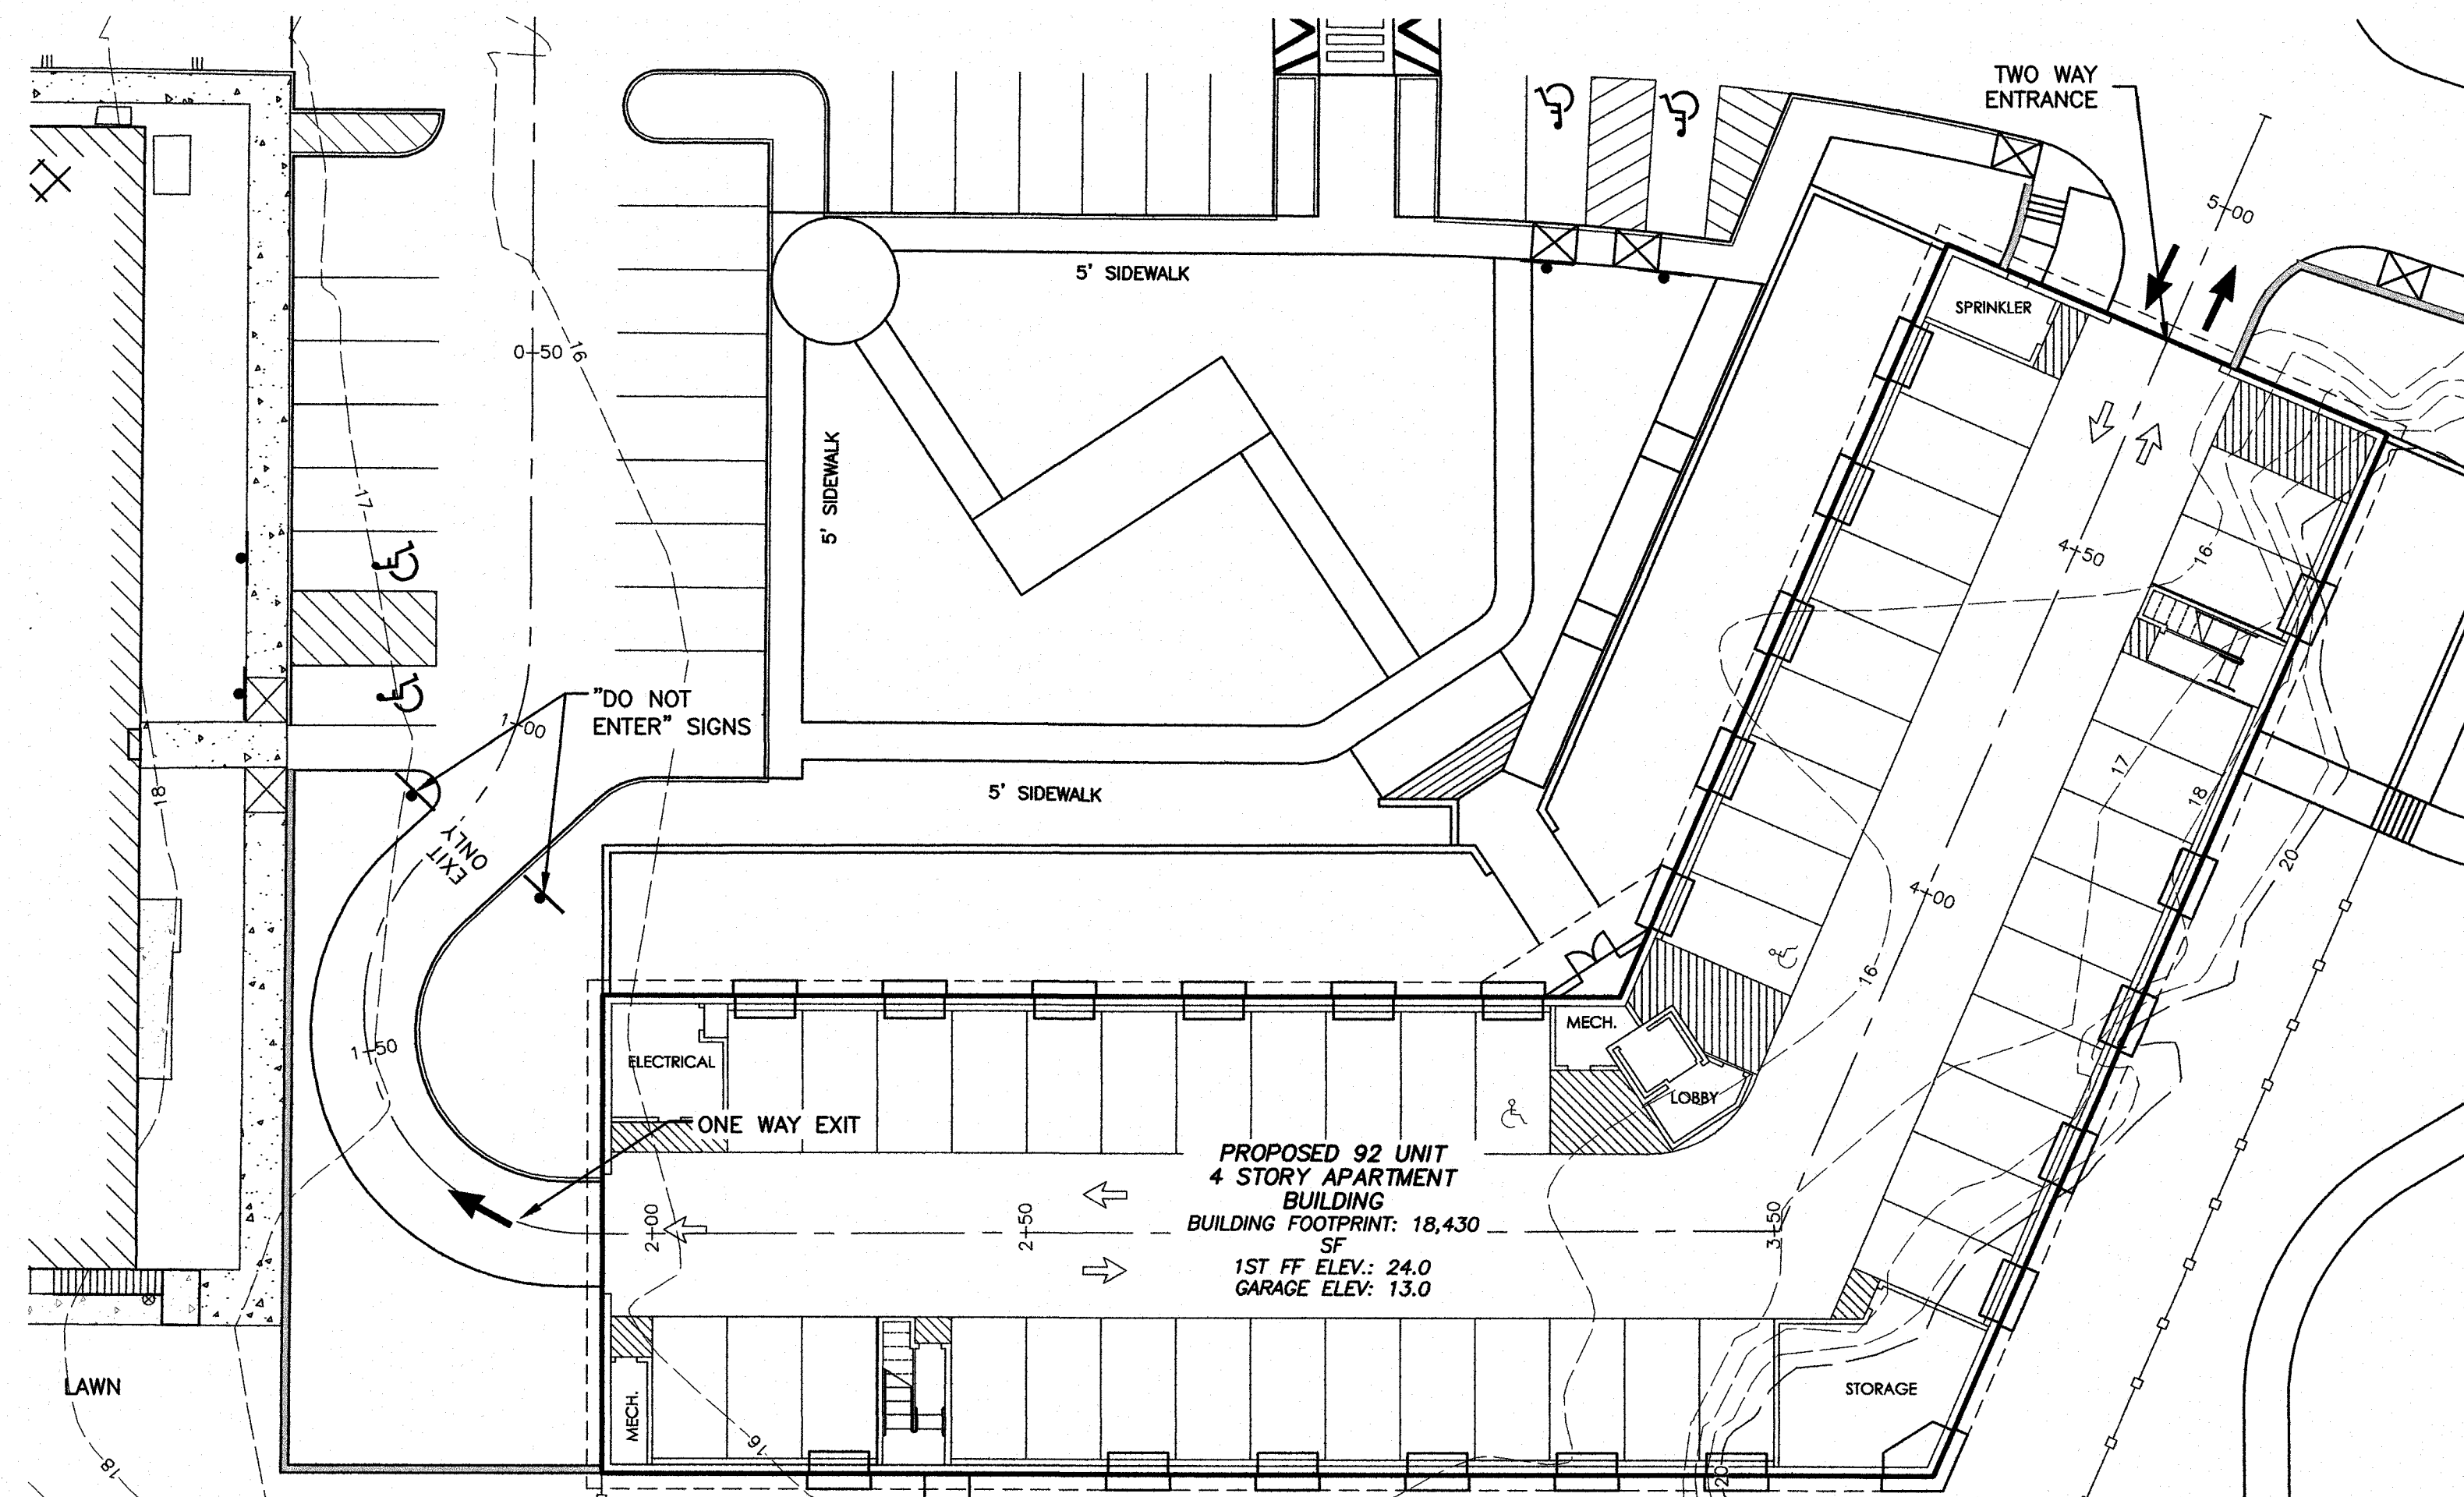 TWO WAY
ENTRANCE
5+00
5' SIDEWALK
SPRINKLER
0+50
16
5' SIDEWALK
17
4+50
16
"DO NOT
ENTER" SIGNS
1+00
17
18
18
5' SIDEWALK
EXIT
ONLY
20
4+00
16
MECH.
1+50
ELECTRICAL
LOBBY
ONE WAY EXIT
PROPOSED 92 UNIT
4 STORY APARTMENT
BUILDING
BUILDING FOOTPRINT: 18,430
SF
1ST FF ELEV.: 24.0
GARAGE ELEV: 13.0
2+00
2+50
3+50
LAWN
MECH.
STORAGE
16
18
20